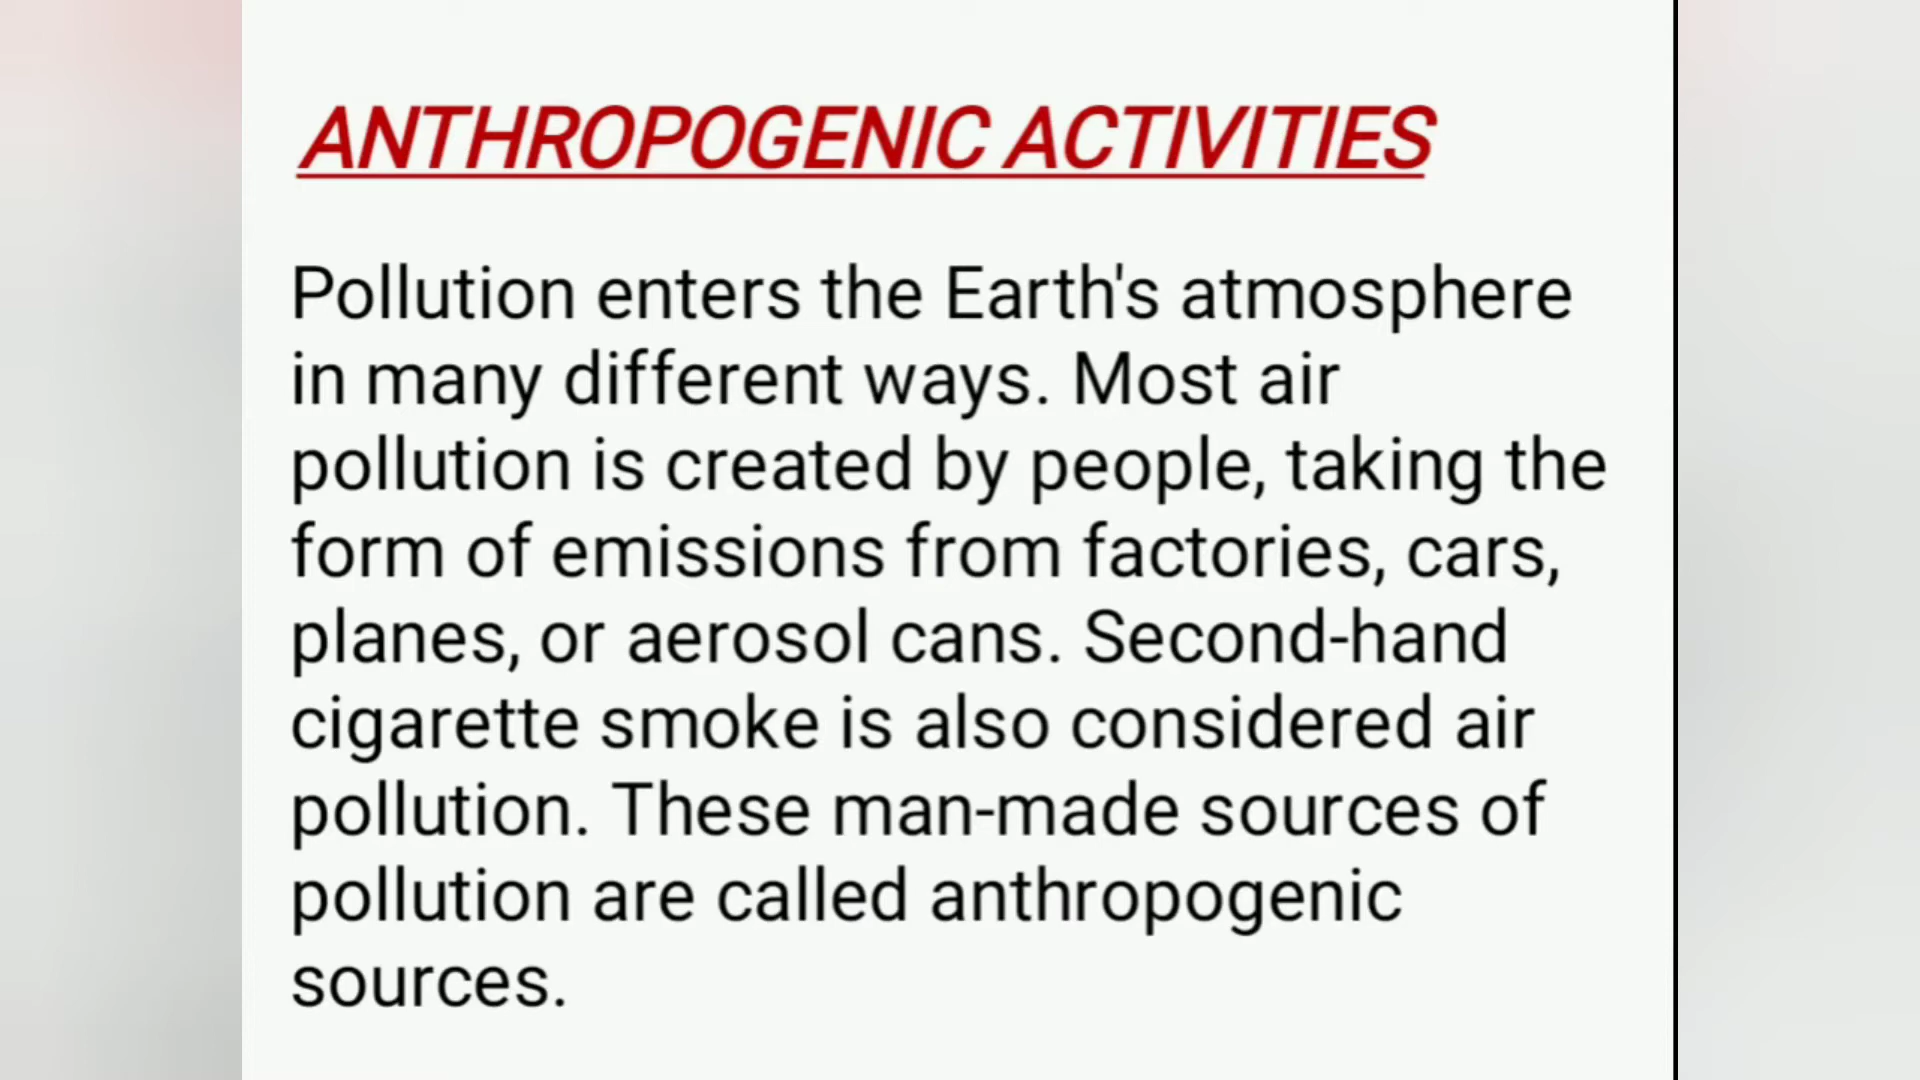 ANTHROPOGENIC ACTIVITIES
Pollution enters the Earth's atmosphere
in many different ways. Most air
pollution is created by people, taking the
form of emissions from factories, cars,
planes, or aerosol cans. Second-hand
cigarette smoke is also considered air
pollution. These man-made sources of
pollution are called anthropogenic
sources.